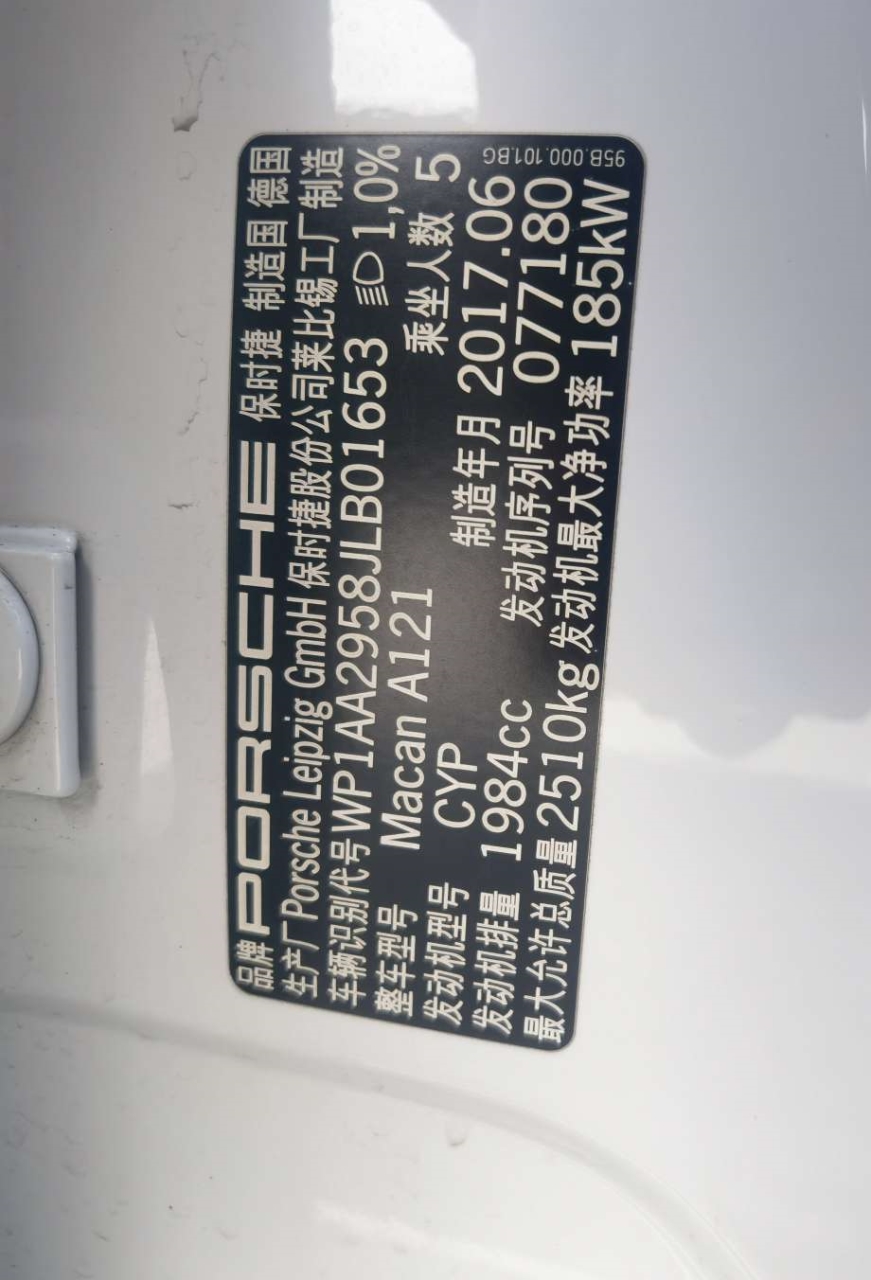 品牌 PORSCHE 保时捷 制造国 德国
生产厂 Porsche Leipzig GmbH 保时捷股份公司莱比锡工厂 制造
车辆识别代号 WP1AA2958JLB01653 1,0%
整车型号 Macan A121 乘坐人数 5
发动机型号 CYP 制造年月 2017.06
发动机排量 1984cc 发动机序列号 077180
最大允许总质量 2510kg 发动机最大净功率 185kW
95B.000.101.BG